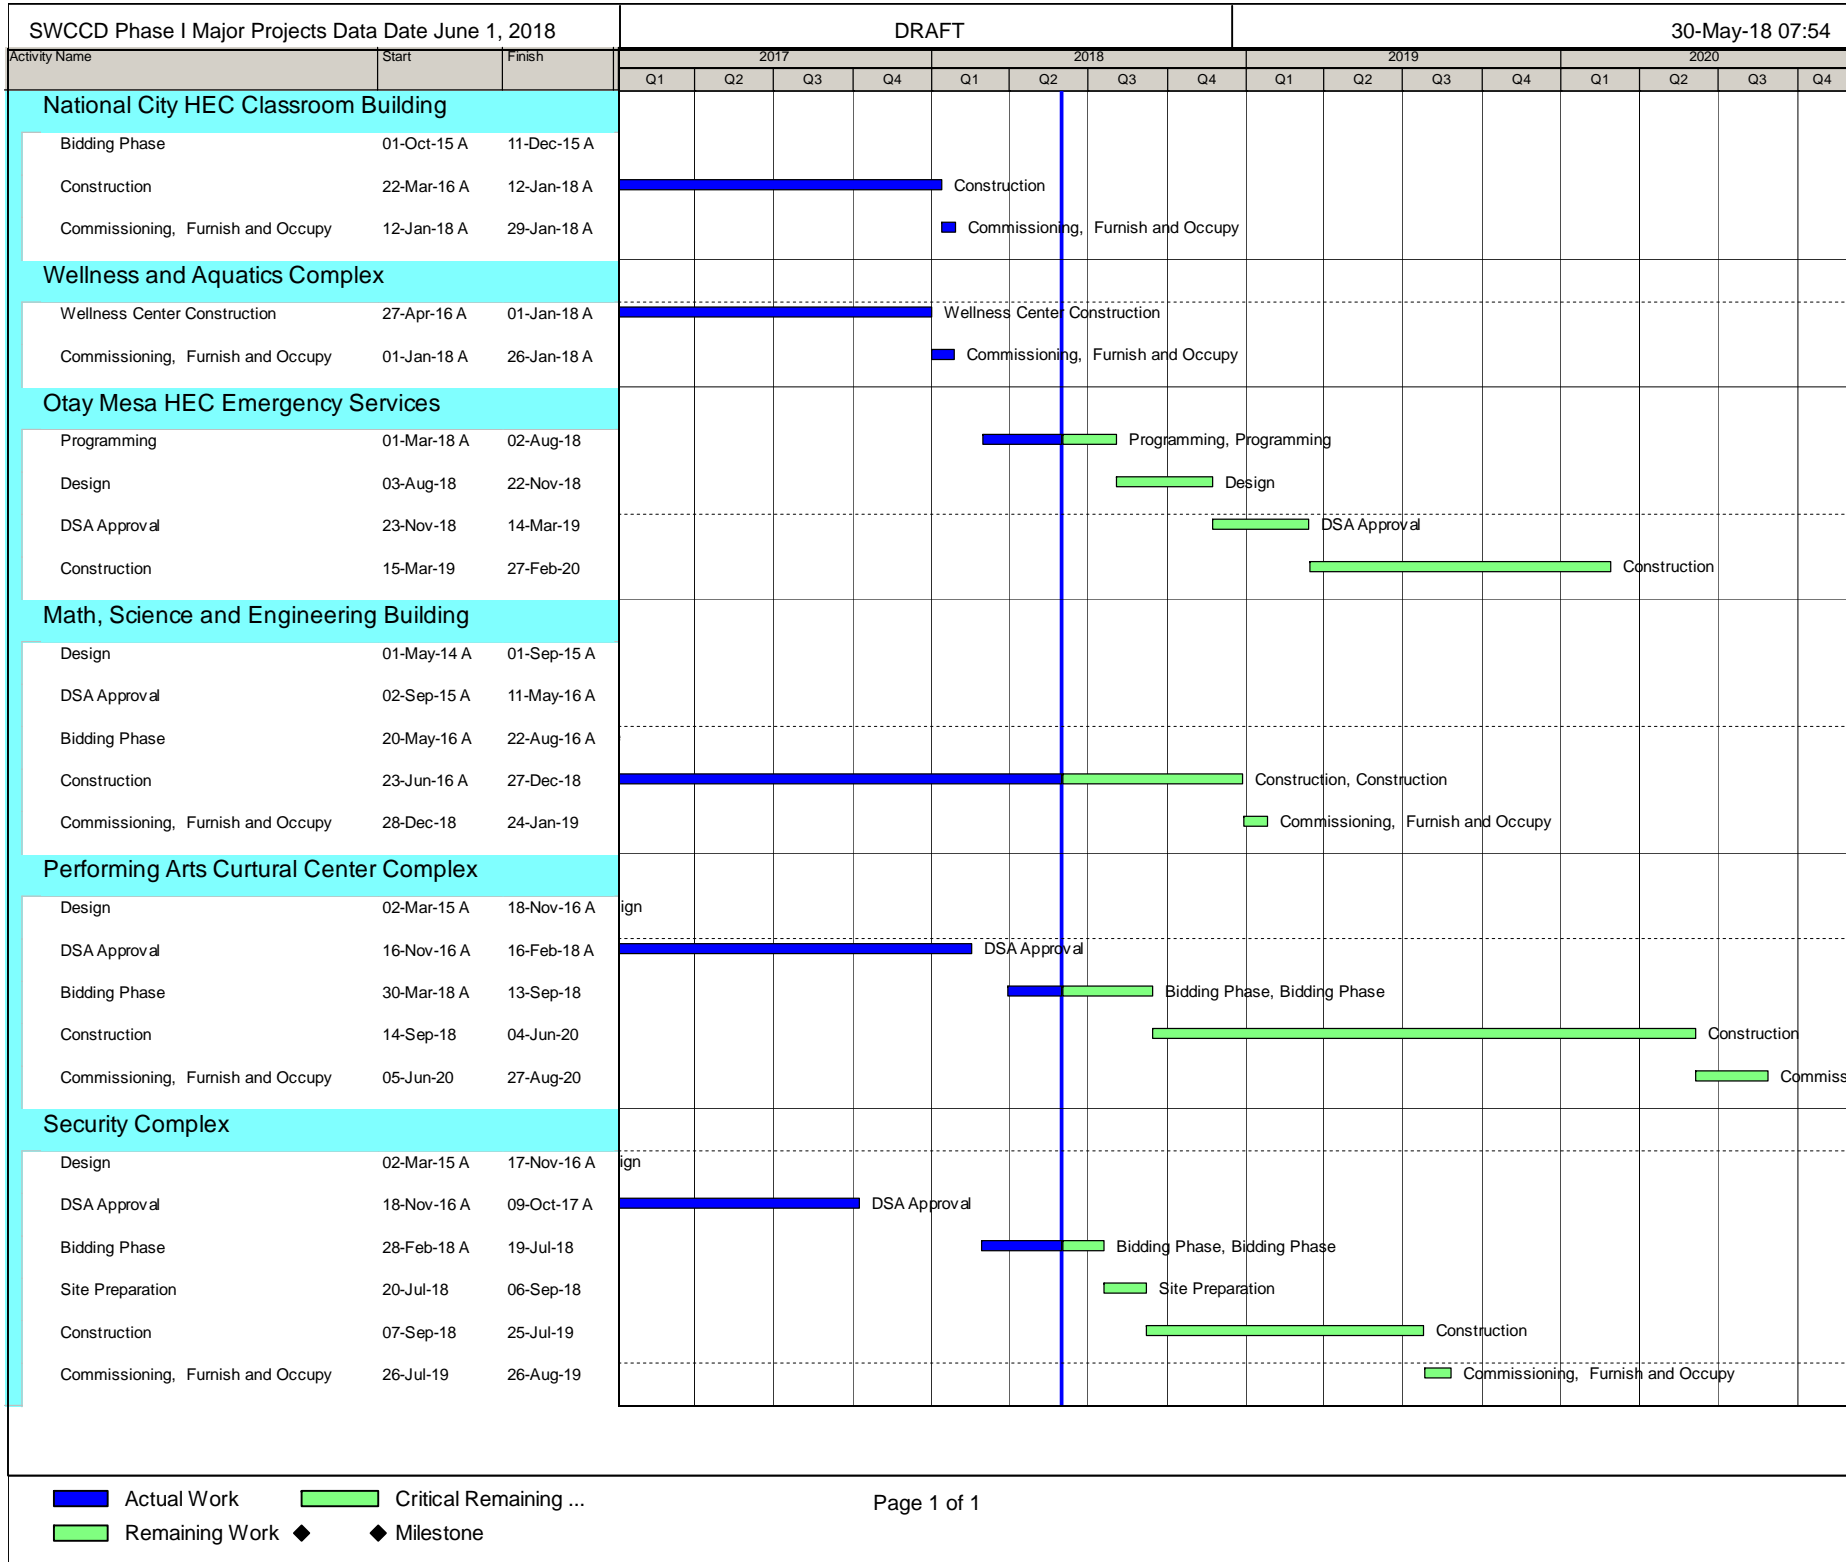 SWCCD Phase I Major Projects Data Date June 1, 2018 DRAFT 30-May-18 07:54
Activity Name Start Finish 2017 2018 2019 2020
Q1 Q2 Q3 Q4 Q1 Q2 Q3 Q4 Q1 Q2 Q3 Q4 Q1 Q2 Q3 Q4
National City HEC Classroom Building
Bidding Phase 01-Oct-15 A 11-Dec-15 A
Construction 22-Mar-16 A 12-Jan-18 A Construction
Commissioning, Furnish and Occupy 12-Jan-18 A 29-Jan-18 A Commissioning, Furnish and Occupy
Wellness and Aquatics Complex
Wellness Center Construction 27-Apr-16 A 01-Jan-18 A Wellness Center Construction
Commissioning, Furnish and Occupy 01-Jan-18 A 26-Jan-18 A Commissioning, Furnish and Occupy
Otay Mesa HEC Emergency Services
Programming 01-Mar-18 A 02-Aug-18 Programming, Programming
Design 03-Aug-18 22-Nov-18 Design
DSA Approval 23-Nov-18 14-Mar-19 DSA Approval
Construction 15-Mar-19 27-Feb-20 Construction
Math, Science and Engineering Building
Design 01-May-14 A 01-Sep-15 A
DSA Approval 02-Sep-15 A 11-May-16 A
Bidding Phase 20-May-16 A 22-Aug-16 A
Construction 23-Jun-16 A 27-Dec-18 Construction, Construction
Commissioning, Furnish and Occupy 28-Dec-18 24-Jan-19 Commissioning, Furnish and Occupy
Performing Arts Curtural Center Complex
Design 02-Mar-15 A 18-Nov-16 A ign
DSA Approval 16-Nov-16 A 16-Feb-18 A DSA Approval
Bidding Phase 30-Mar-18 A 13-Sep-18 Bidding Phase, Bidding Phase
Construction 14-Sep-18 04-Jun-20 Construction
Commissioning, Furnish and Occupy 05-Jun-20 27-Aug-20 Commiss
Security Complex
Design 02-Mar-15 A 17-Nov-16 A ign
DSA Approval 18-Nov-16 A 09-Oct-17 A DSA Approval
Bidding Phase 28-Feb-18 A 19-Jul-18 Bidding Phase, Bidding Phase
Site Preparation 20-Jul-18 06-Sep-18 Site Preparation
Construction 07-Sep-18 25-Jul-19 Construction
Commissioning, Furnish and Occupy 26-Jul-19 26-Aug-19 Commissioning, Furnish and Occupy
Actual Work Critical Remaining ... Page 1 of 1
Remaining Work Milestone